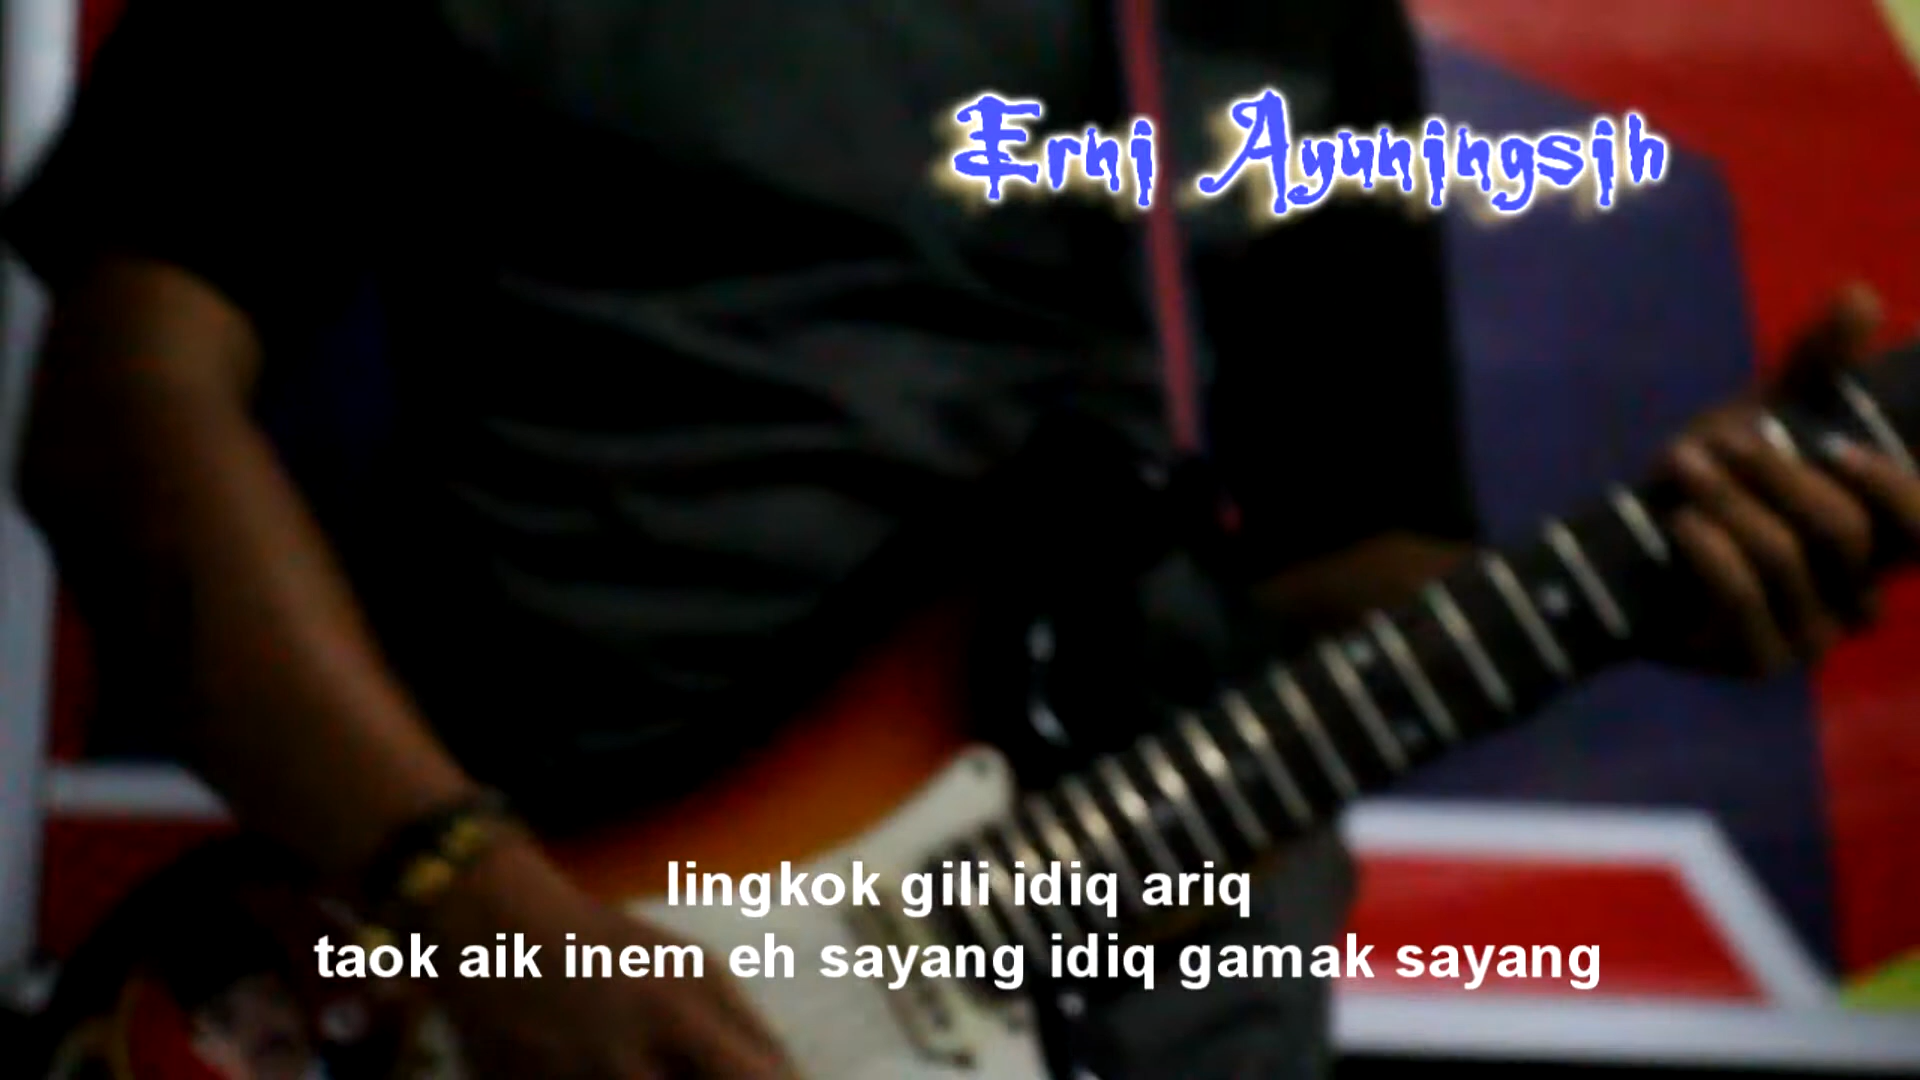 Erni Ayuningsih
lingkok gili idiq ariq
taok aik inem eh sayang idiq gamak sayang